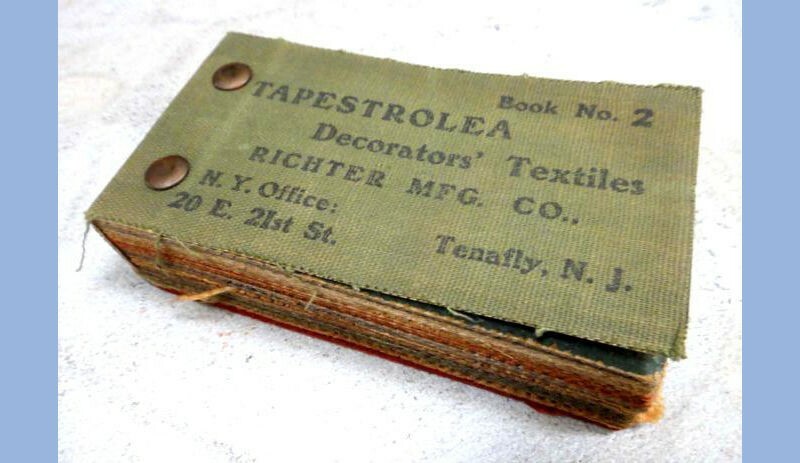 Book No. 2
TAPESTROLEA
Decorators' Textiles
RICHTER MFG. CO.,
N. Y. Office:
20 E. 21st St.
Tenafly, N. J.